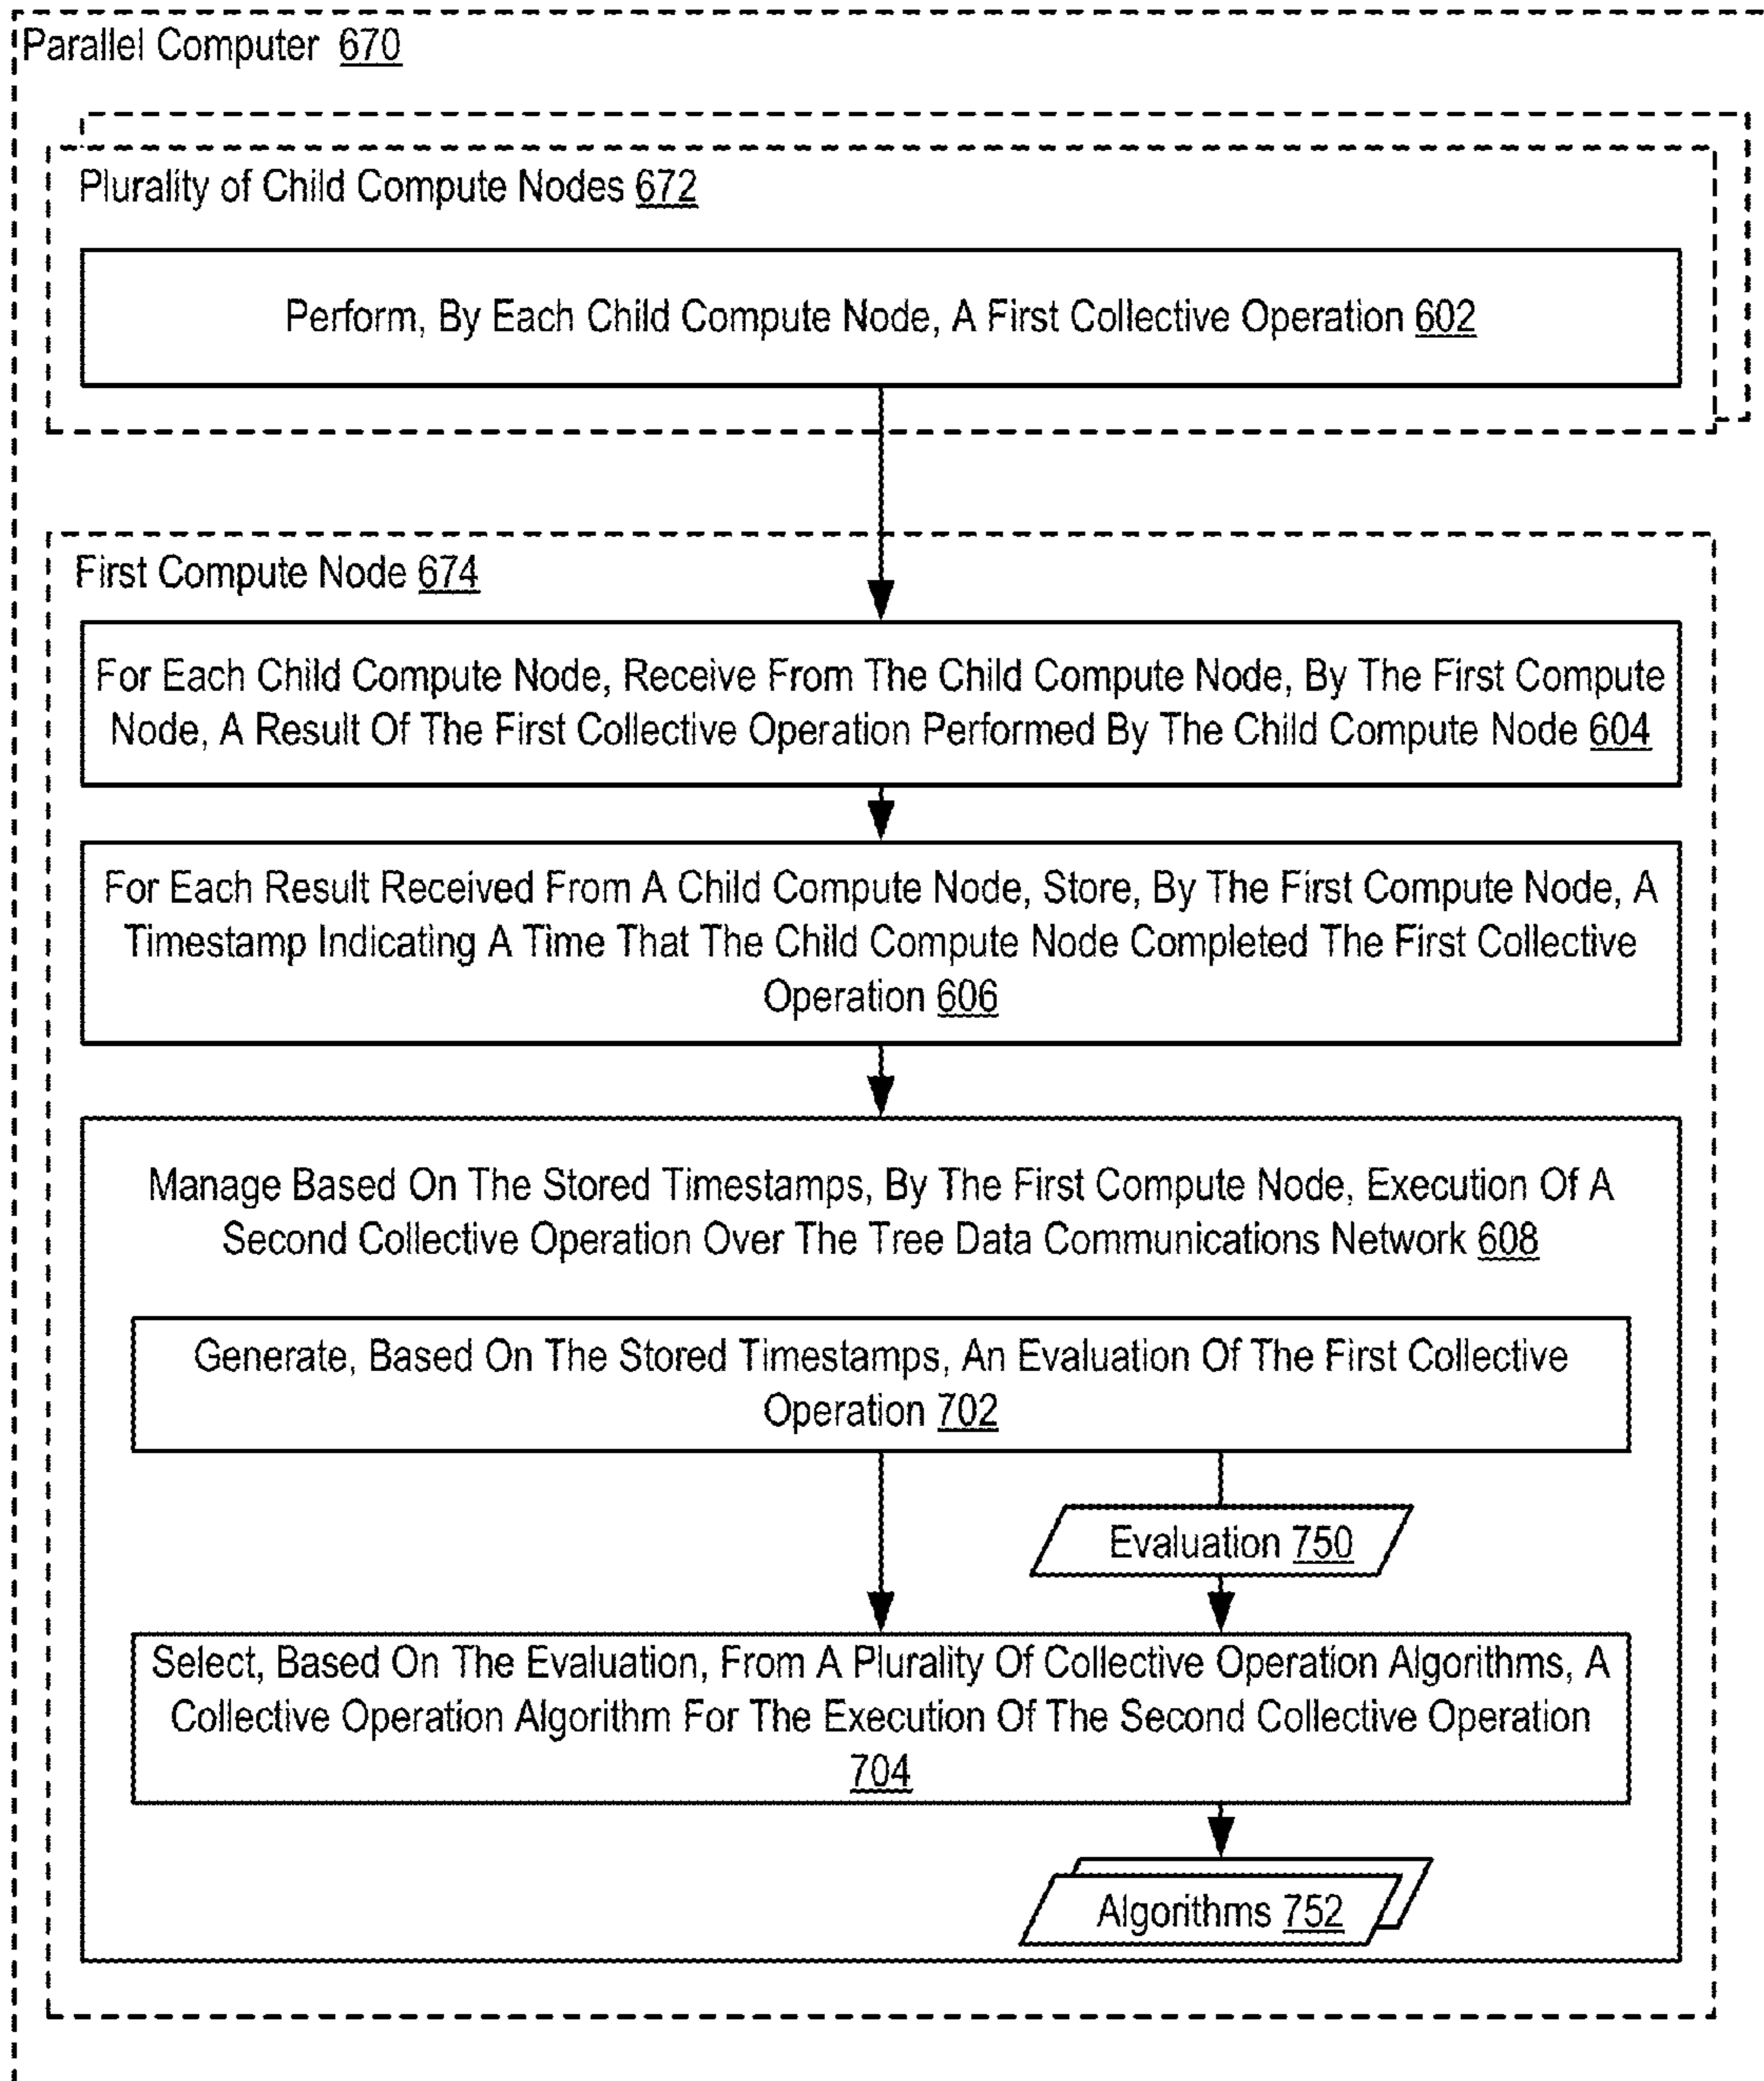 Parallel Computer 670
Plurality of Child Compute Nodes 672
Perform, By Each Child Compute Node, A First Collective Operation 602
First Compute Node 674
For Each Child Compute Node, Receive From The Child Compute Node, By The First Compute
Node, A Result Of The First Collective Operation Performed By The Child Compute Node 604
For Each Result Received From A Child Compute Node, Store, By The First Compute Node, A
Timestamp Indicating A Time That The Child Compute Node Completed The First Collective
Operation 606
Manage Based On The Stored Timestamps, By The First Compute Node, Execution Of A
Second Collective Operation Over The Tree Data Communications Network 608
Generate, Based On The Stored Timestamps, An Evaluation Of The First Collective
Operation 702
Evaluation 750
Select, Based On The Evaluation, From A Plurality Of Collective Operation Algorithms, A
Collective Operation Algorithm For The Execution Of The Second Collective Operation
704
Algorithms 752